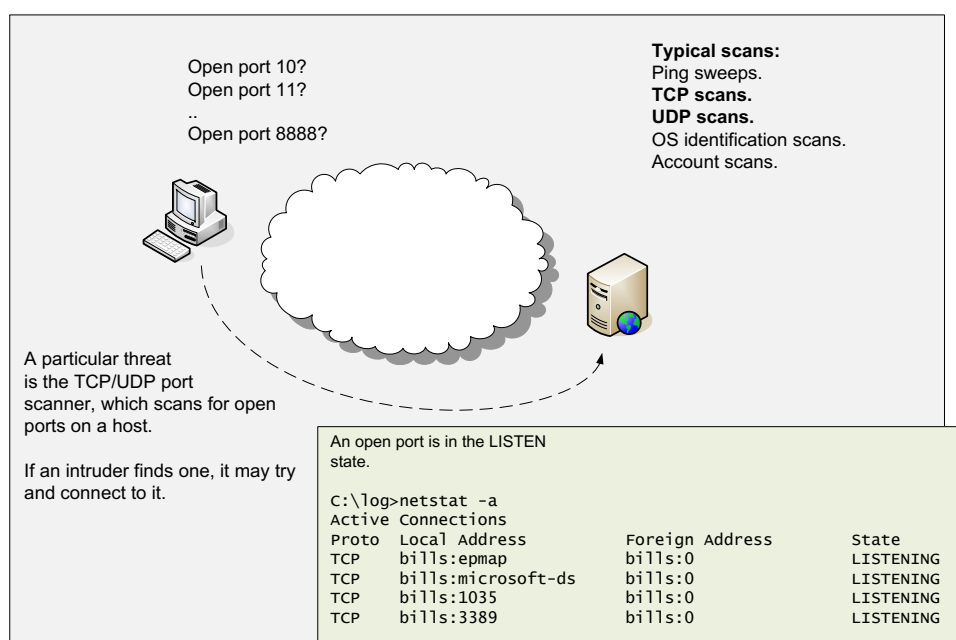 Open port 10?
Open port 11?
..
Open port 8888?
Typical scans:
Ping sweeps.
TCP scans.
UDP scans.
OS identification scans.
Account scans.
A particular threat
is the TCP/UDP port
scanner, which scans for open
ports on a host.
If an intruder finds one, it may try
and connect to it.
An open port is in the LISTEN
state.
C:\log>netstat -a
Active Connections
Proto  Local Address          Foreign Address        State
TCP    bills:epmap            bills:0                LISTENING
TCP    bills:microsoft-ds     bills:0                LISTENING
TCP    bills:1035             bills:0                LISTENING
TCP    bills:3389             bills:0                LISTENING